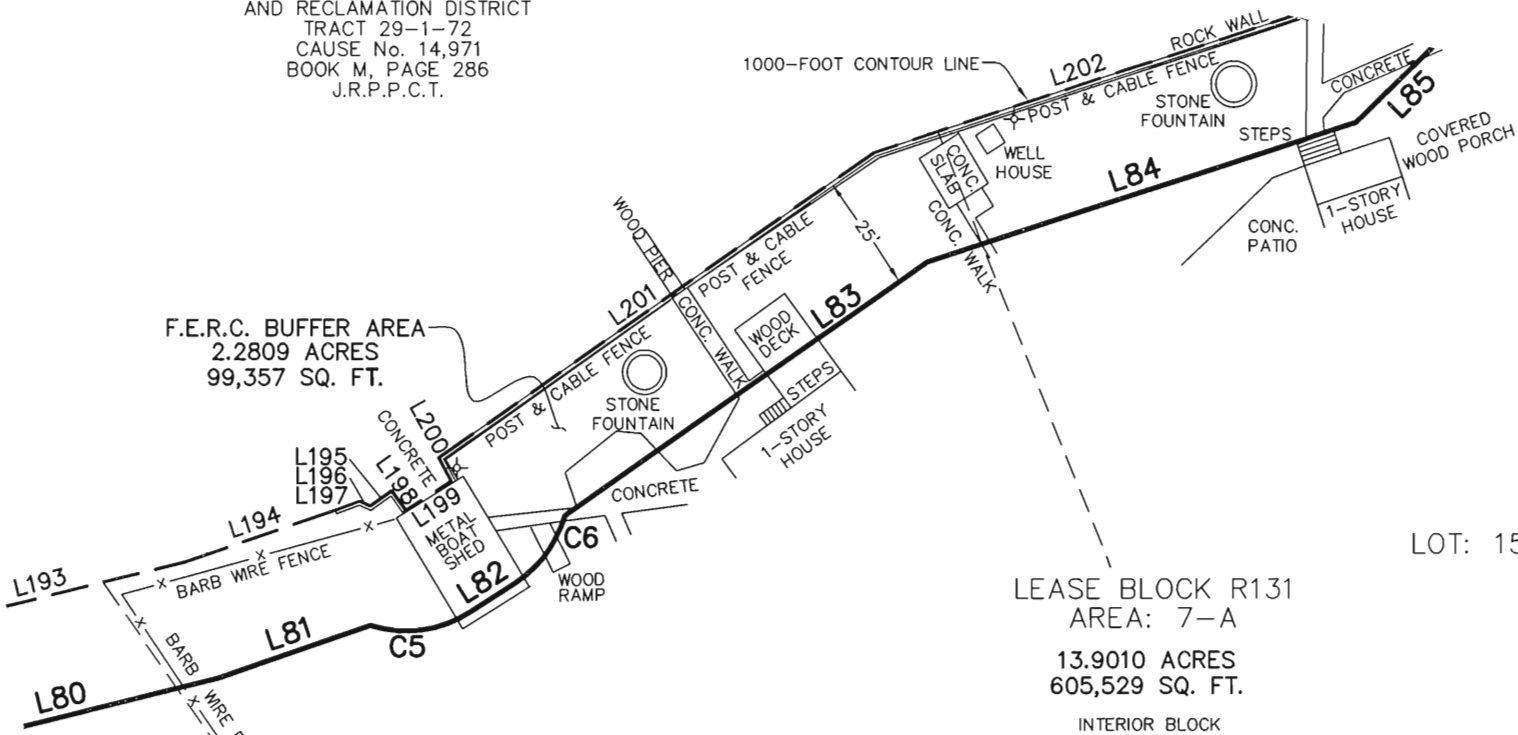 AND RECLAMATION DISTRICT
TRACT 29-1-72
CAUSE No. 14,971
BOOK M, PAGE 286
J.R.P.P.C.T.
1000-FOOT CONTOUR LINE
L202
ROCK WALL
POST & CABLE FENCE
STONE
FOUNTAIN
CONCRETE
L85
STEPS
COVERED
WOOD PORCH
1-STORY
HOUSE
CONC.
PATIO
L84
WELL
HOUSE
CONC.
SLAB
CONC. WALK
25'
WOOD PIER
POST & CABLE
FENCE
L201
CONC. WALK
L83
WOOD
DECK
STEPS
1-STORY
HOUSE
F.E.R.C. BUFFER AREA
2.2809 ACRES
99,357 SQ. FT.
POST & CABLE FENCE
STONE
FOUNTAIN
L200
CONCRETE
L195
L196
L197
L198
L199
METAL
BOAT
SHED
CONCRETE
C6
WOOD
RAMP
L82
L194
X
X
X
BARB WIRE FENCE
L193
L81
C5
X
X
BARB
WIRE
L80
LOT: 15
LEASE BLOCK R131
AREA: 7-A
13.9010 ACRES
605,529 SQ. FT.
INTERIOR BLOCK